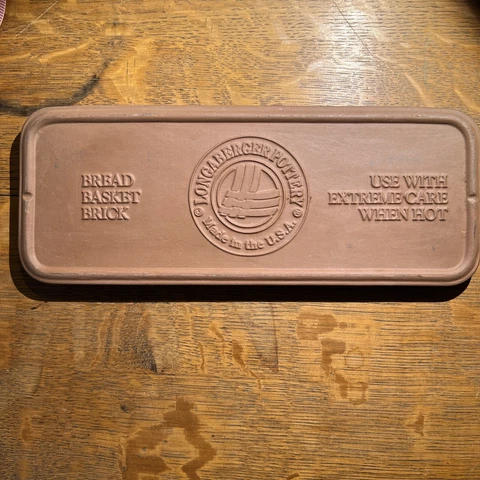 BREAD
BASKET
BRICK
LONGABERGER POTTERY
Made in the U.S.A.
USE WITH
EXTREME CARE
WHEN HOT